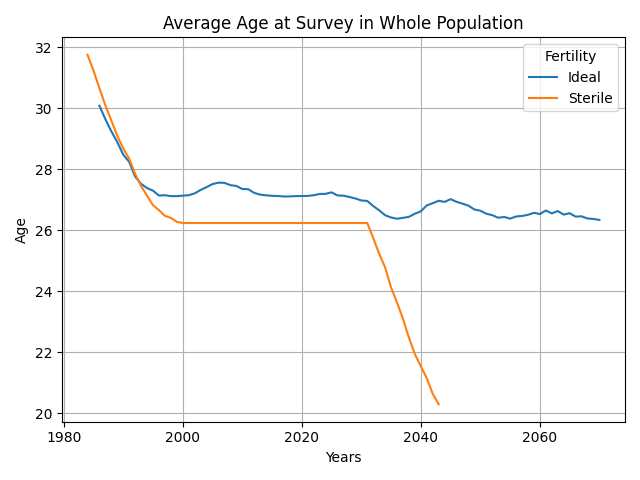 Average Age at Survey in Whole Population
Fertility
Ideal
Sterile
32
30
28
26
24
22
20
Age
1980
2000
2020
2040
2060
Years